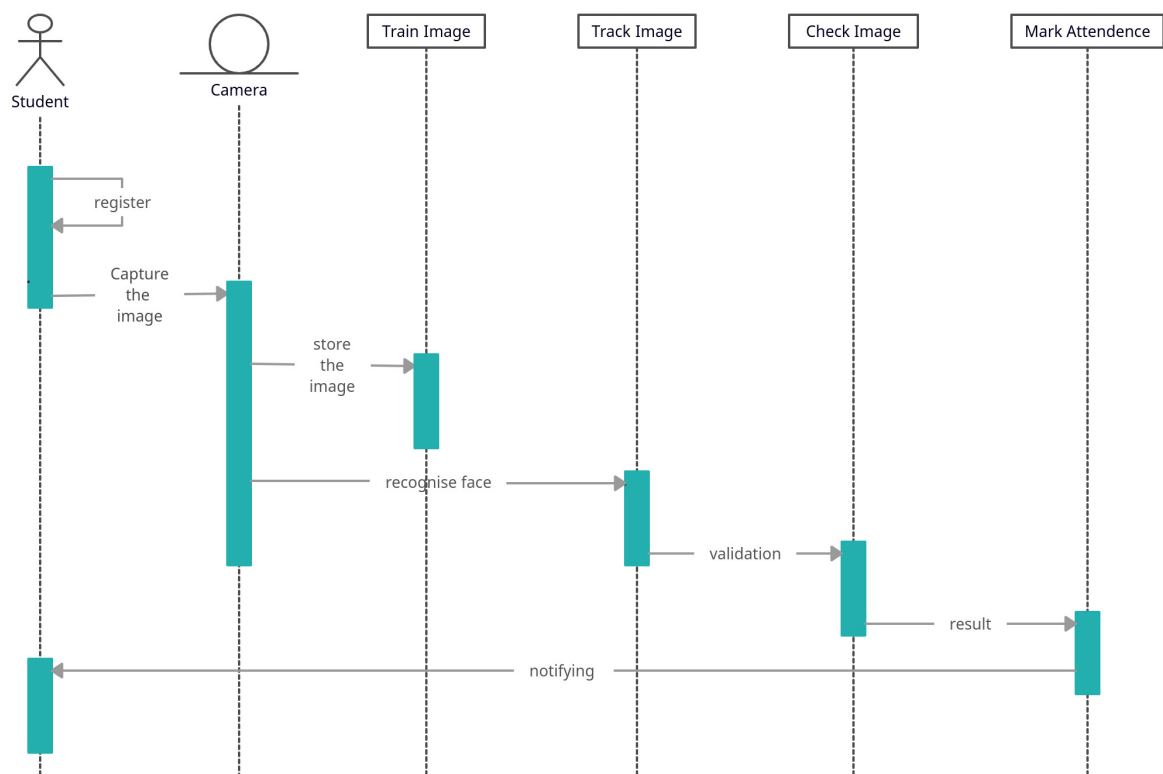 Student
Camera
Train Image
Track Image
Check Image
Mark Attendence
register
Capture
the
image
store
the
image
recognise face
validation
result
notifying